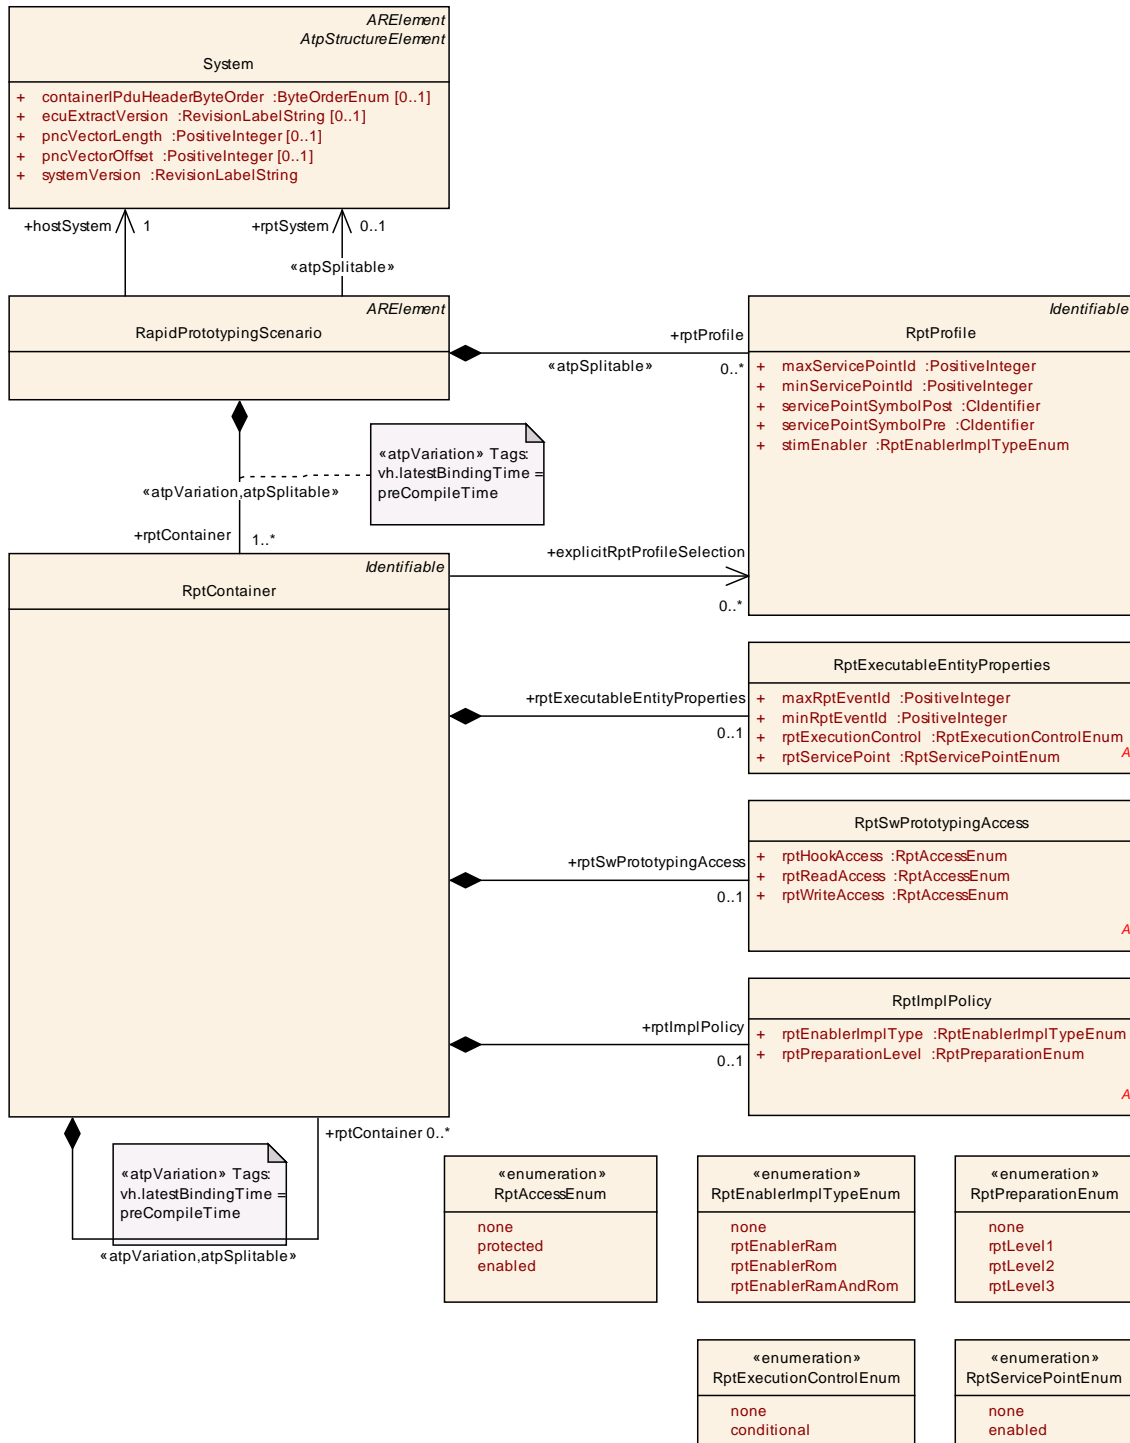 ARElement
AtpStructureElement
System
+ containerIPduHeaderByteOrder :ByteOrderEnum [0..1]
+ ecuExtractVersion :RevisionLabelString [0..1]
+ pncVectorLength :PositiveInteger [0..1]
+ pncVectorOffset :PositiveInteger [0..1]
+ systemVersion :RevisionLabelString
+hostSystem 1
+rptSystem 0..1
«atpSplitable»
ARElement
RapidPrototypingScenario
+rptProfile
«atpSplitable» 0..*
Identifiable
RptProfile
+ maxServicePointId :PositiveInteger
+ minServicePointId :PositiveInteger
+ servicePointSymbolPost :CIdentifier
+ servicePointSymbolPre :CIdentifier
+ stimEnabler :RptEnablerImplTypeEnum
«atpVariation» Tags:
vh.latestBindingTime =
preCompileTime
«atpVariation,atpSplitable»
+rptContainer 1..*
Identifiable
RptContainer
+explicitRptProfileSelection
0..*
+rptExecutableEntityProperties
0..1
RptExecutableEntityProperties
+ maxRptEventId :PositiveInteger
+ minRptEventId :PositiveInteger
+ rptExecutionControl :RptExecutionControlEnum
+ rptServicePoint :RptServicePointEnum
A
+rptSwPrototypingAccess
0..1
RptSwPrototypingAccess
+ rptHookAccess :RptAccessEnum
+ rptReadAccess :RptAccessEnum
+ rptWriteAccess :RptAccessEnum
A
+rptImplPolicy
0..1
RptImplPolicy
+ rptEnablerImplType :RptEnablerImplTypeEnum
+ rptPreparationLevel :RptPreparationEnum
A
+rptContainer 0..*
«atpVariation» Tags:
vh.latestBindingTime =
preCompileTime
«atpVariation,atpSplitable»
«enumeration»
RptAccessEnum
none
protected
enabled
«enumeration»
RptEnablerImplTypeEnum
none
rptEnablerRam
rptEnablerRom
rptEnablerRamAndRom
«enumeration»
RptPreparationEnum
none
rptLevel1
rptLevel2
rptLevel3
«enumeration»
RptExecutionControlEnum
none
conditional
«enumeration»
RptServicePointEnum
none
enabled